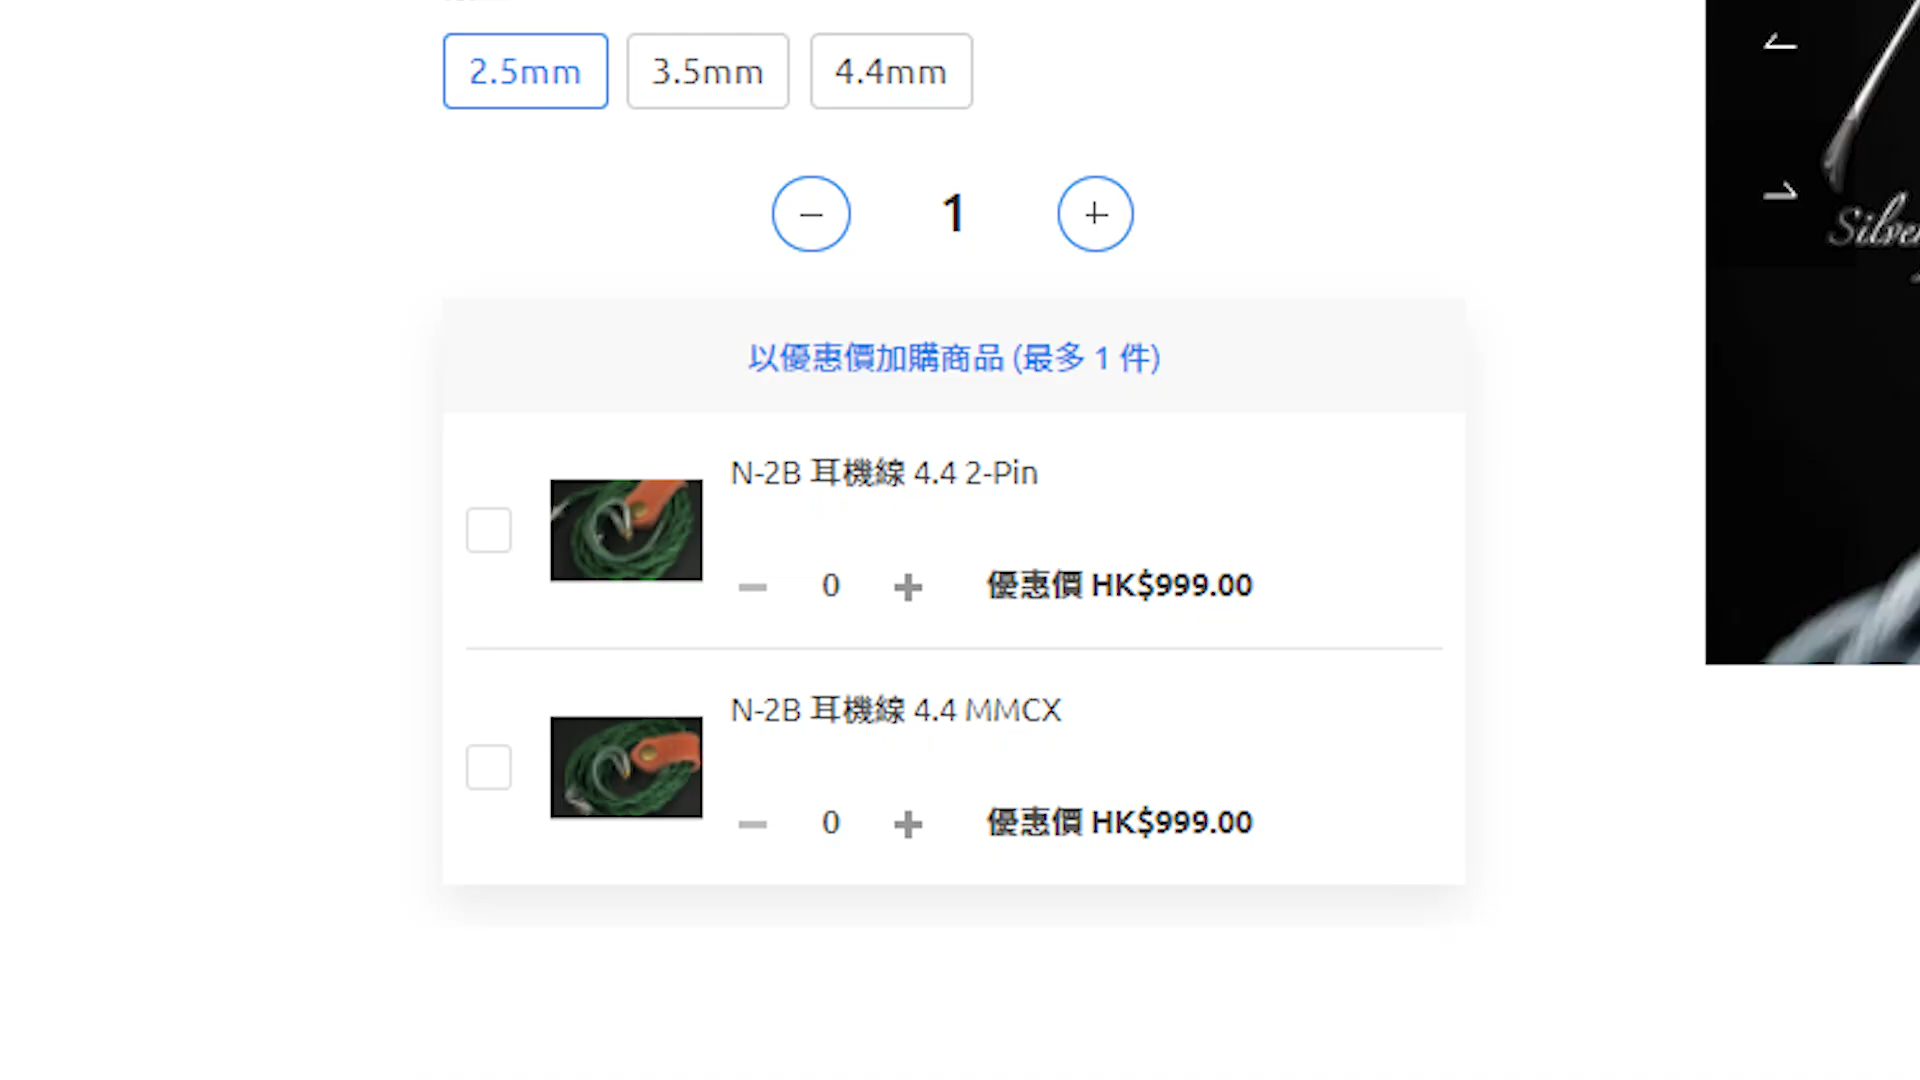 2.5mm 3.5mm 4.4mm
1
以優惠價加購商品 (最多 1 件)
N-2B 耳機線 4.4 2-Pin
0 優惠價 HK$999.00
N-2B 耳機線 4.4 MMCX
0 優惠價 HK$999.00